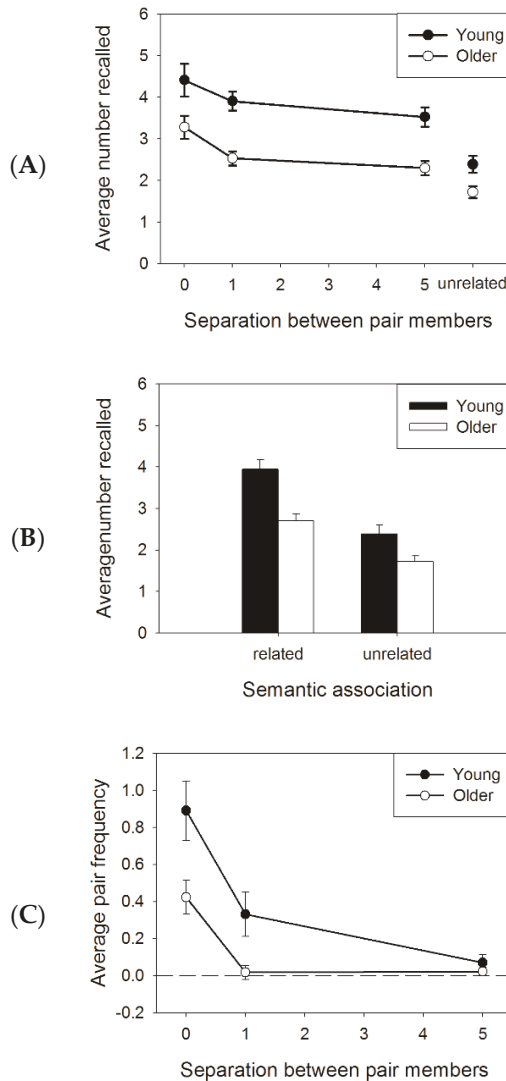 (A)
Average number recalled
6
5
4
3
2
1
0
Young
Older
0 1 2 3 4 5 unrelated
Separation between pair members
(B)
Averagenumber recalled
6
5
4
3
2
1
0
Young
Older
related unrelated
Semantic association
(C)
Average pair frequency
1.2
1.0
0.8
0.6
0.4
0.2
0.0
-0.2
Young
Older
0 1 2 3 4 5
Separation between pair members